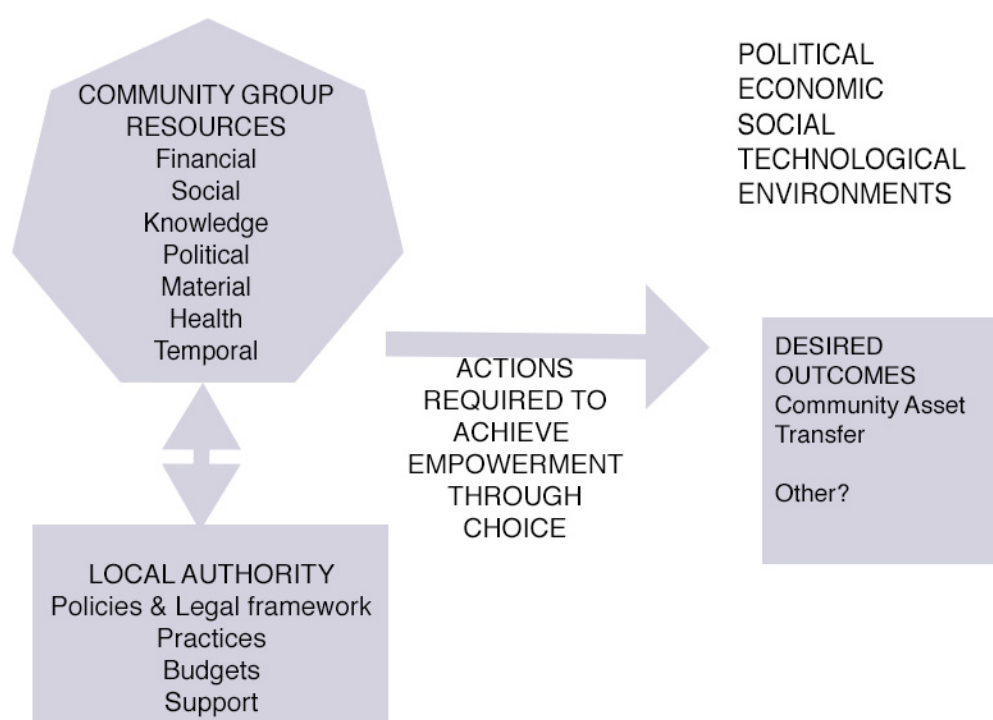 COMMUNITY GROUP
RESOURCES
Financial
Social
Knowledge
Political
Material
Health
Temporal
POLITICAL
ECONOMIC
SOCIAL
TECHNOLOGICAL
ENVIRONMENTS
ACTIONS
REQUIRED TO
ACHIEVE
EMPOWERMENT
THROUGH
CHOICE
DESIRED
OUTCOMES
Community Asset
Transfer
Other?
LOCAL AUTHORITY
Policies & Legal framework
Practices
Budgets
Support